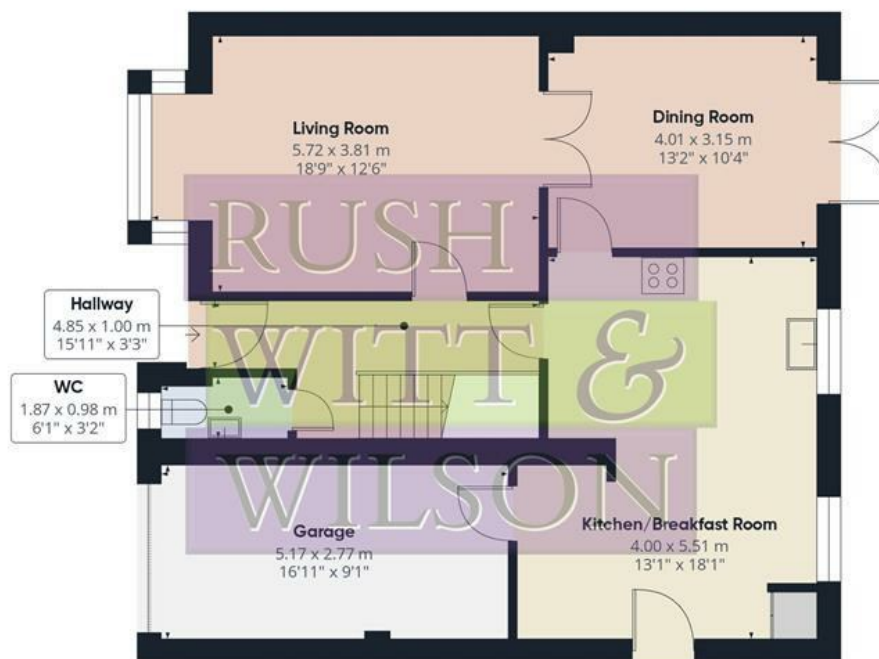 Living Room
5.72 x 3.81 m
18'9" x 12'6"
Dining Room
4.01 x 3.15 m
13'2" x 10'4"
RUSH
WITT &
WILSON
Hallway
4.85 x 1.00 m
15'11" x 3'3"
WC
1.87 x 0.98 m
6'1" x 3'2"
Garage
5.17 x 2.77 m
16'11" x 9'1"
Kitchen/Breakfast Room
4.00 x 5.51 m
13'1" x 18'1"